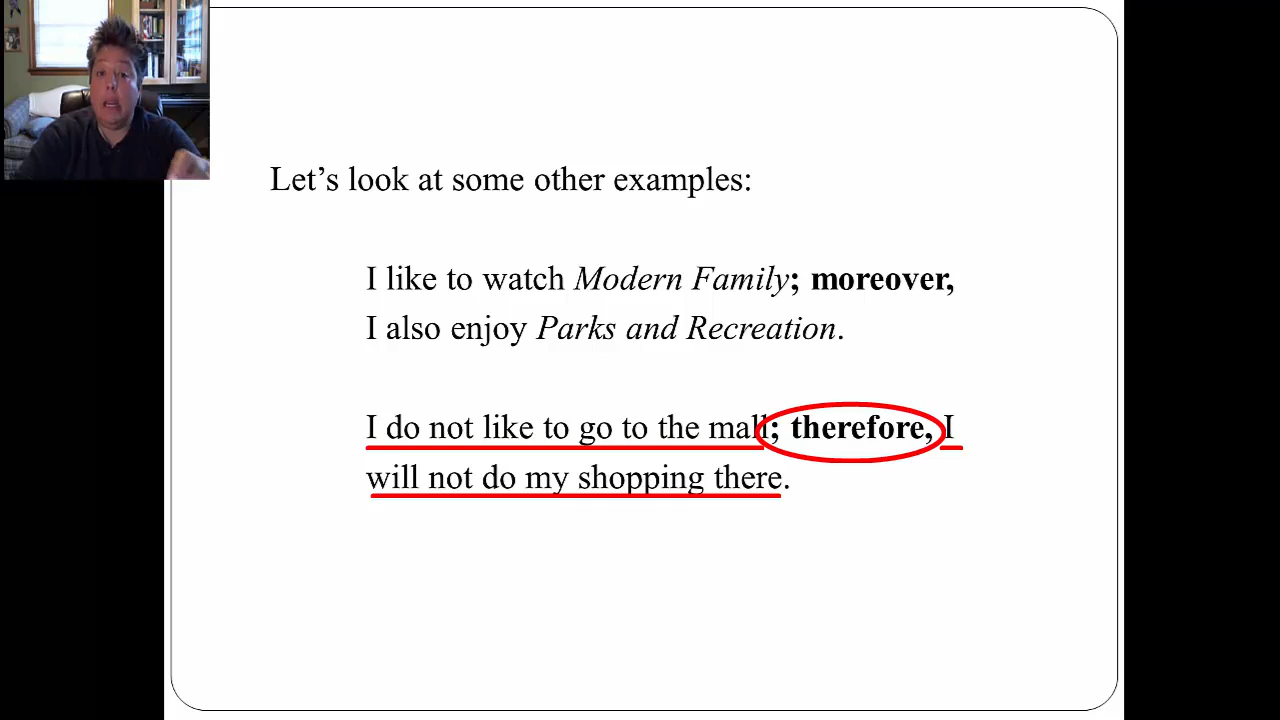 Let’s look at some other examples:
I like to watch Modern Family; moreover,
I also enjoy Parks and Recreation.
I do not like to go to the mall; therefore, I
will not do my shopping there.